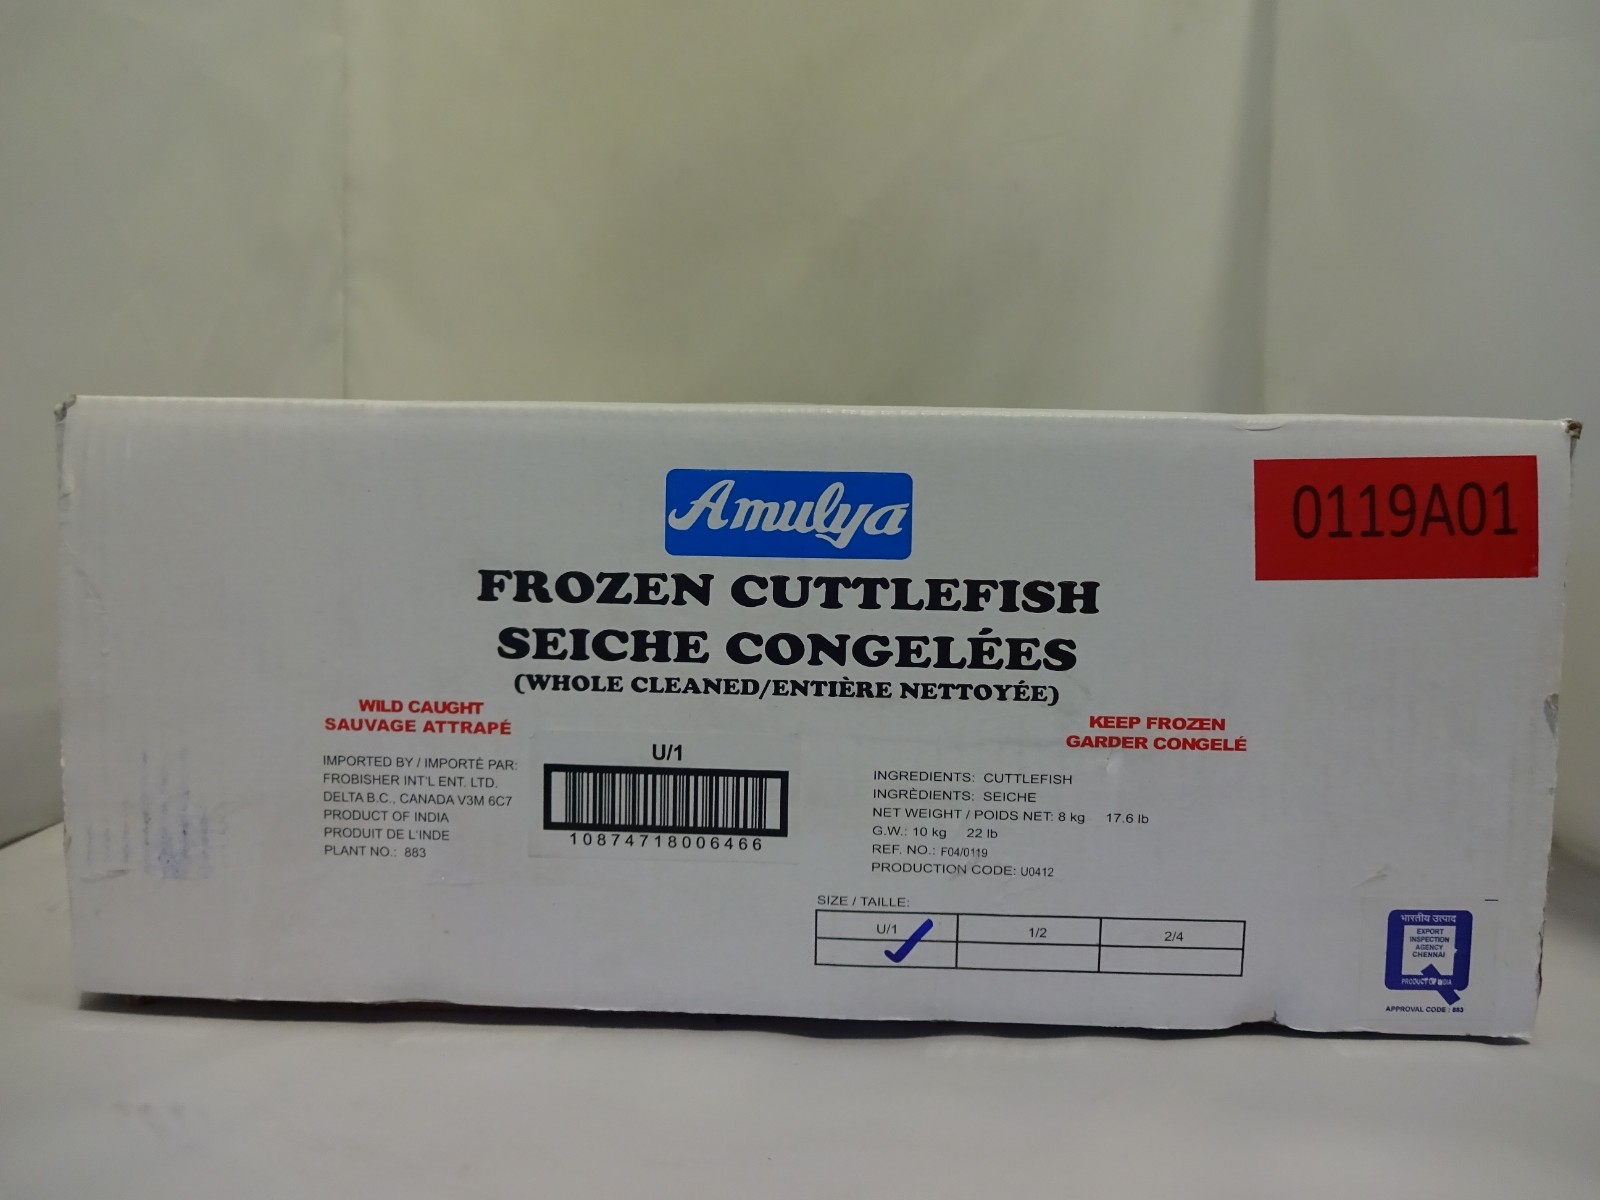 Amulya
0119A01
FROZEN CUTTLEFISH
SEICHE CONGELÉES
(WHOLE CLEANED/ENTIÈRE NETTOYÉE)
WILD CAUGHT
SAUVAGE ATTRAPÉ
IMPORTED BY / IMPORTÉ PAR:
FROBISHER INT'L ENT. LTD.
DELTA B.C., CANADA V3M 6C7
PRODUCT OF INDIA
PRODUIT DE L'INDE
PLANT NO.: 883
U/1
10874718006466
KEEP FROZEN
GARDER CONGELÉ
INGREDIENTS: CUTTLEFISH
INGRÈDIENTS: SEICHE
NET WEIGHT / POIDS NET: 8 kg 17.6 lb
G.W.: 10 kg 22 lb
REF. NO.: F04/0119
PRODUCTION CODE: U0412
SIZE / TAILLE:
U/1 1/2 2/4
भारतीय उत्पाद
EXPORT
INSPECTION
AGENCY
CHENNAI
PRODUCT OF INDIA
APPROVAL CODE : 883